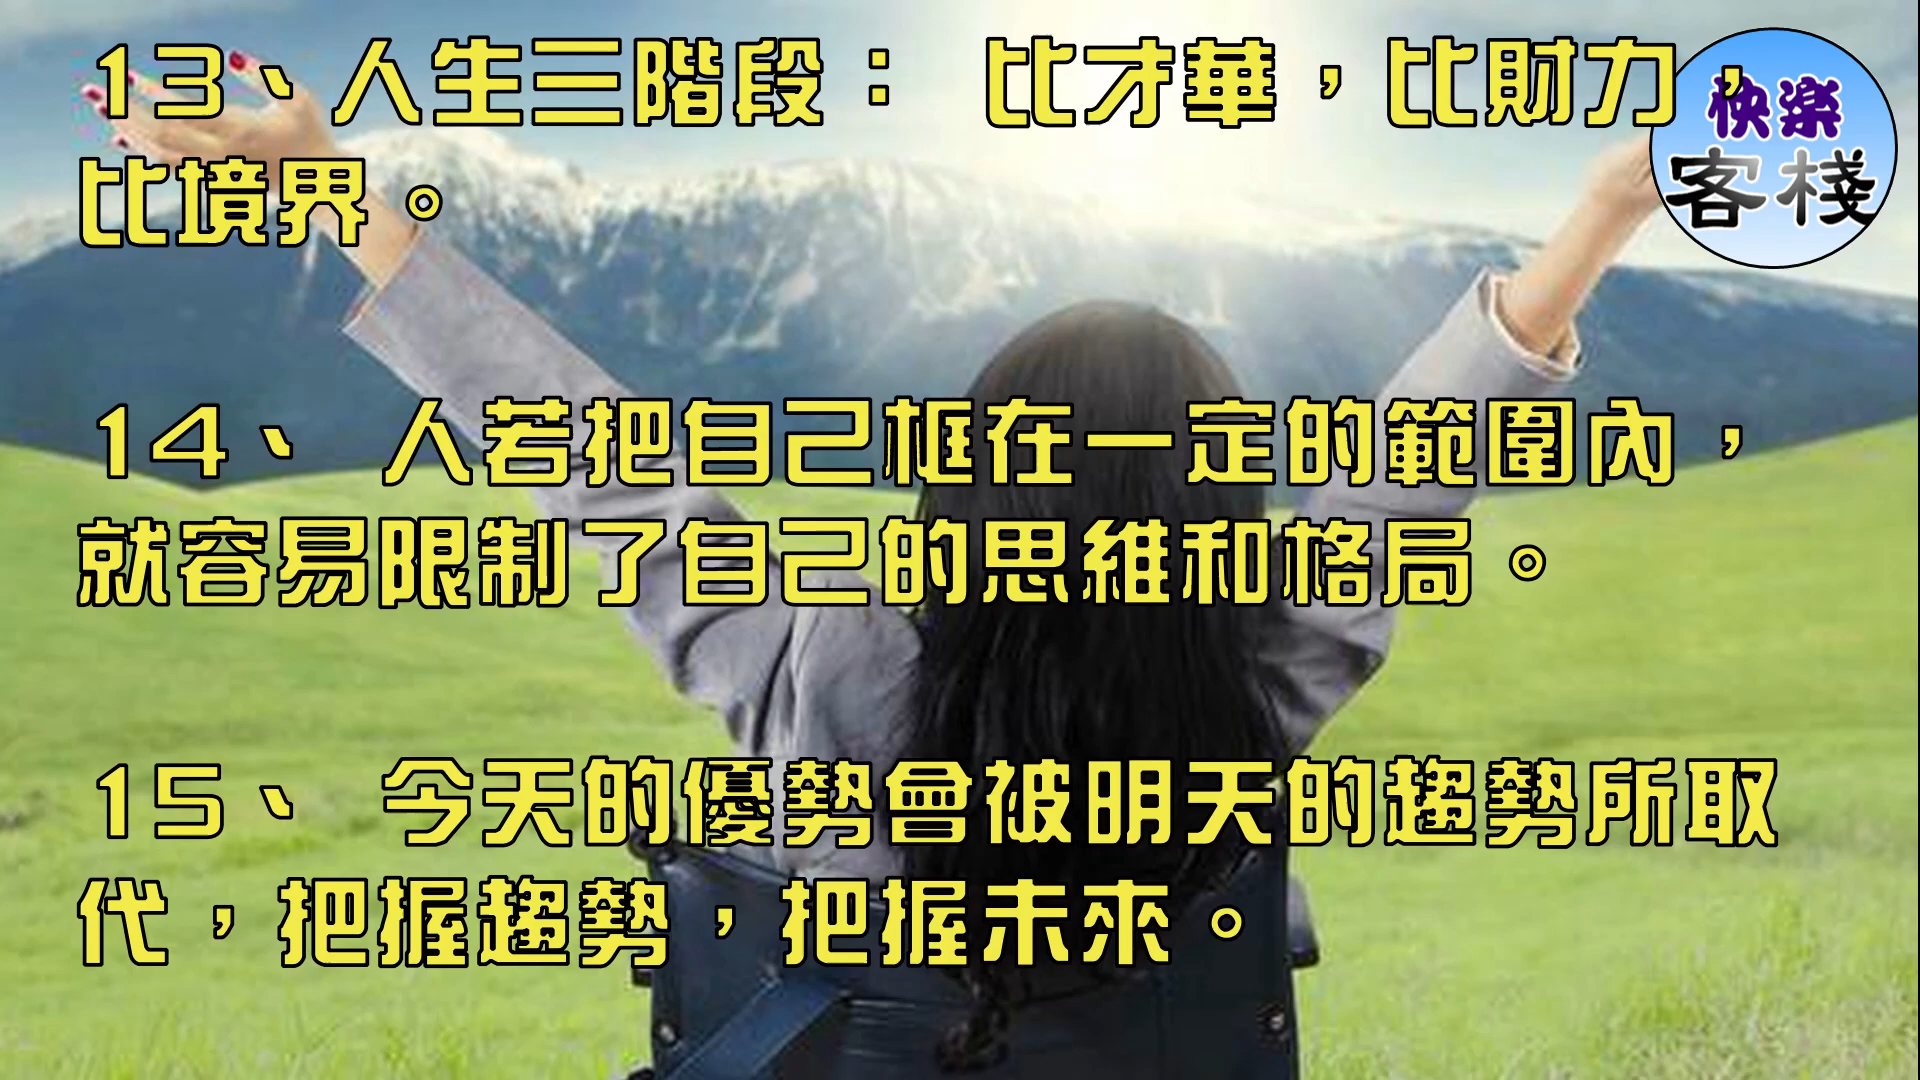 13、人生三階段： 比才華，比財力，
比境界。
快樂
客棧
14、 人若把自己框在一定的範圍內，
就容易限制了自己的思維和格局。
15、 今天的優勢會被明天的趨勢所取
代，把握趨勢，把握未來。